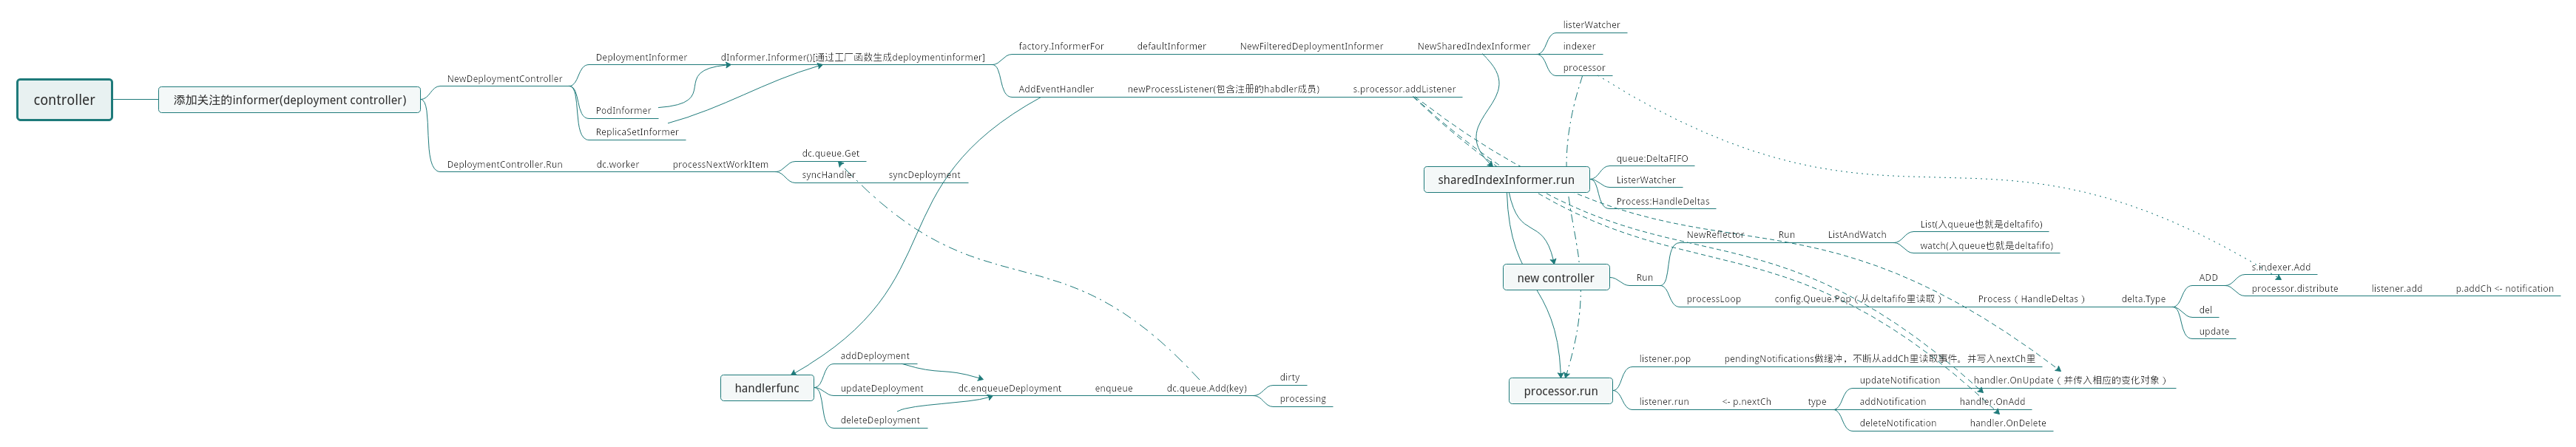 controller
添加关注的informer(deployment controller)
NewDeploymentController
DeploymentInformer
dInformer.Informer()[通过工厂函数生成deploymentinformer]
factory.InformerFor
defaultInformer
NewFilteredDeploymentInformer
NewSharedIndexInformer
listerWatcher
indexer
processor
AddEventHandler
newProcessListener(包含注册的habdler成员)
s.processor.addListener
PodInformer
ReplicaSetInformer
DeploymentController.Run
dc.worker
processNextWorkItem
dc.queue.Get
syncHandler
syncDeployment
sharedIndexInformer.run
queue:DeltaFIFO
ListerWatcher
Process:HandleDeltas
new controller
Run
NewReflector
Run
ListAndWatch
List(入queue也就是deltafifo)
watch(入queue也就是deltafifo)
processLoop
config.Queue.Pop（从deltafifo里读取）
Process（HandleDeltas）
delta.Type
ADD
s.indexer.Add
processor.distribute
listener.add
p.addCh <- notification
del
update
handlerfunc
addDeployment
updateDeployment
dc.enqueueDeployment
enqueue
dc.queue.Add(key)
dirty
processing
deleteDeployment
processor.run
listener.pop
pendingNotifications做缓冲，不断从addCh里读取事件，并写入nextCh里
listener.run
<- p.nextCh
type
updateNotification
handler.OnUpdate（并传入相应的变化对象）
addNotification
handler.OnAdd
deleteNotification
handler.OnDelete